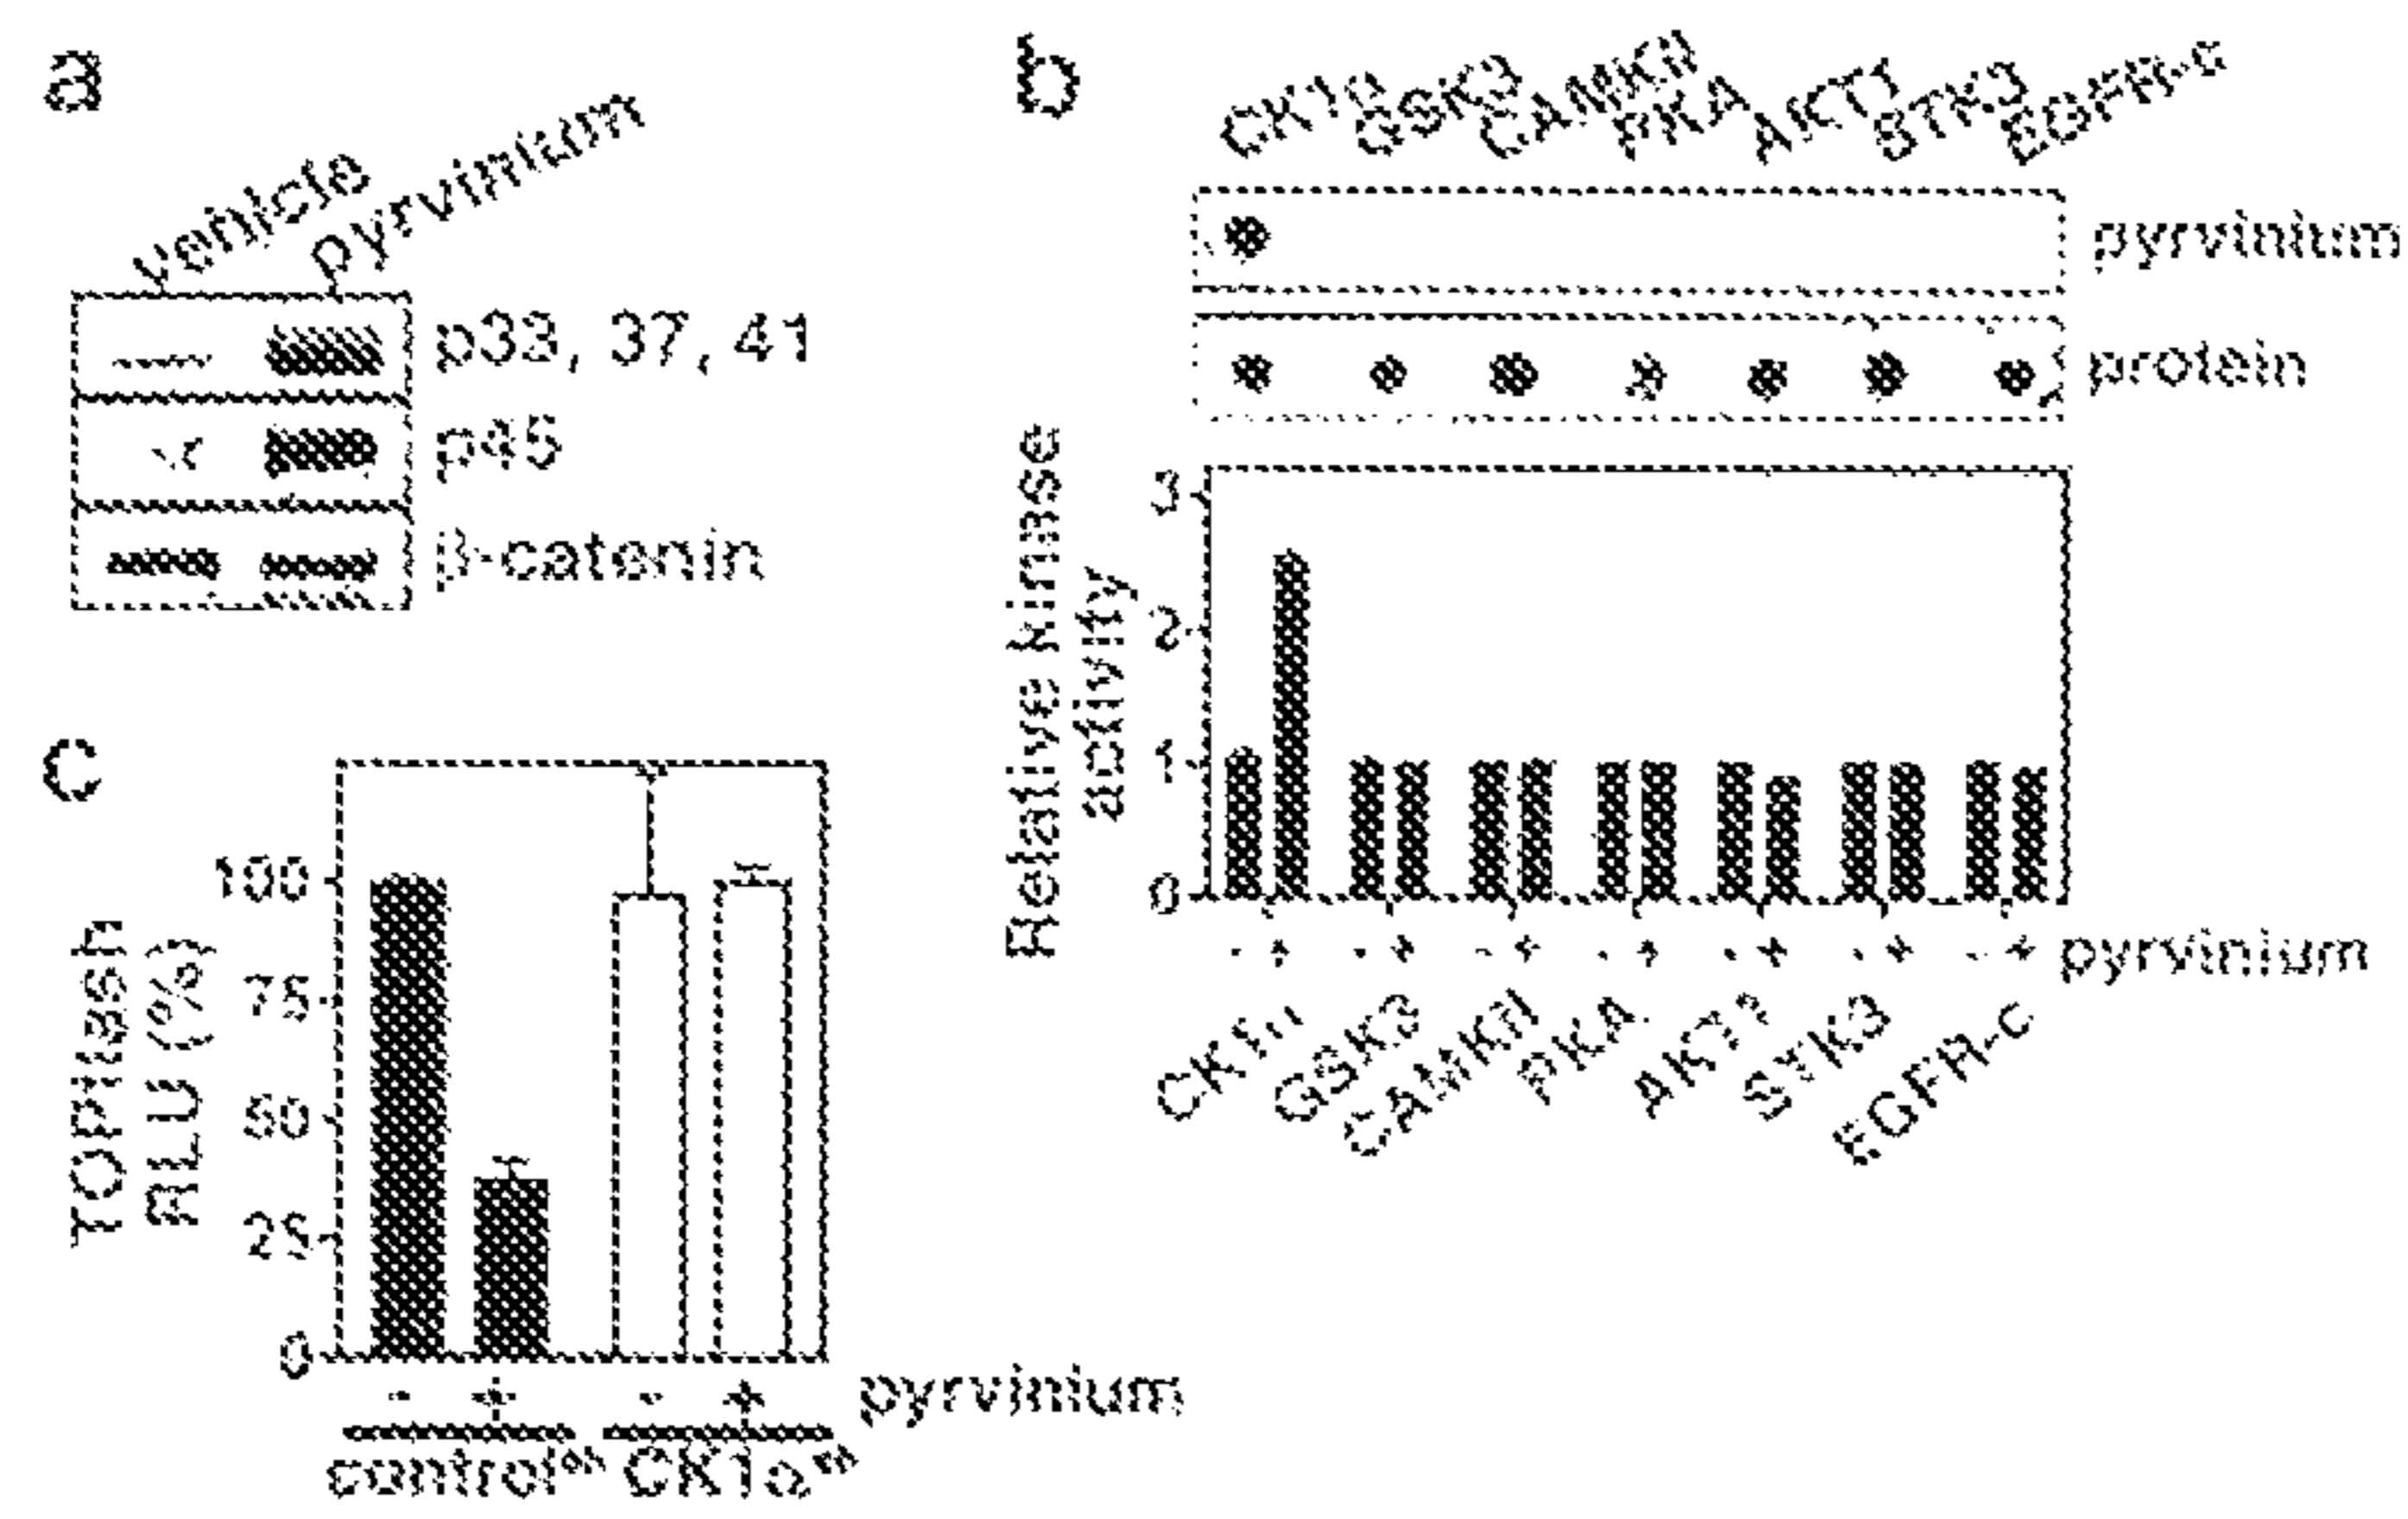 a
vehicle
pyrvinium
p33, 37, 41
p45
β-catenin
b
CK1α
GSK3
CAMKII
PKA
AKT1
STK3
EGFR-c
pyrvinium
protein
Relative kinase
activity
3
2
1
0
- + - + - + - + - + - + - + pyrvinium
CK1α
GSK3
CAMKII
PKA
AKT1
STK3
EGFR-c
c
TOPflash
RLU (%)
100
75
50
25
0
- + - + pyrvinium
control
CK1α